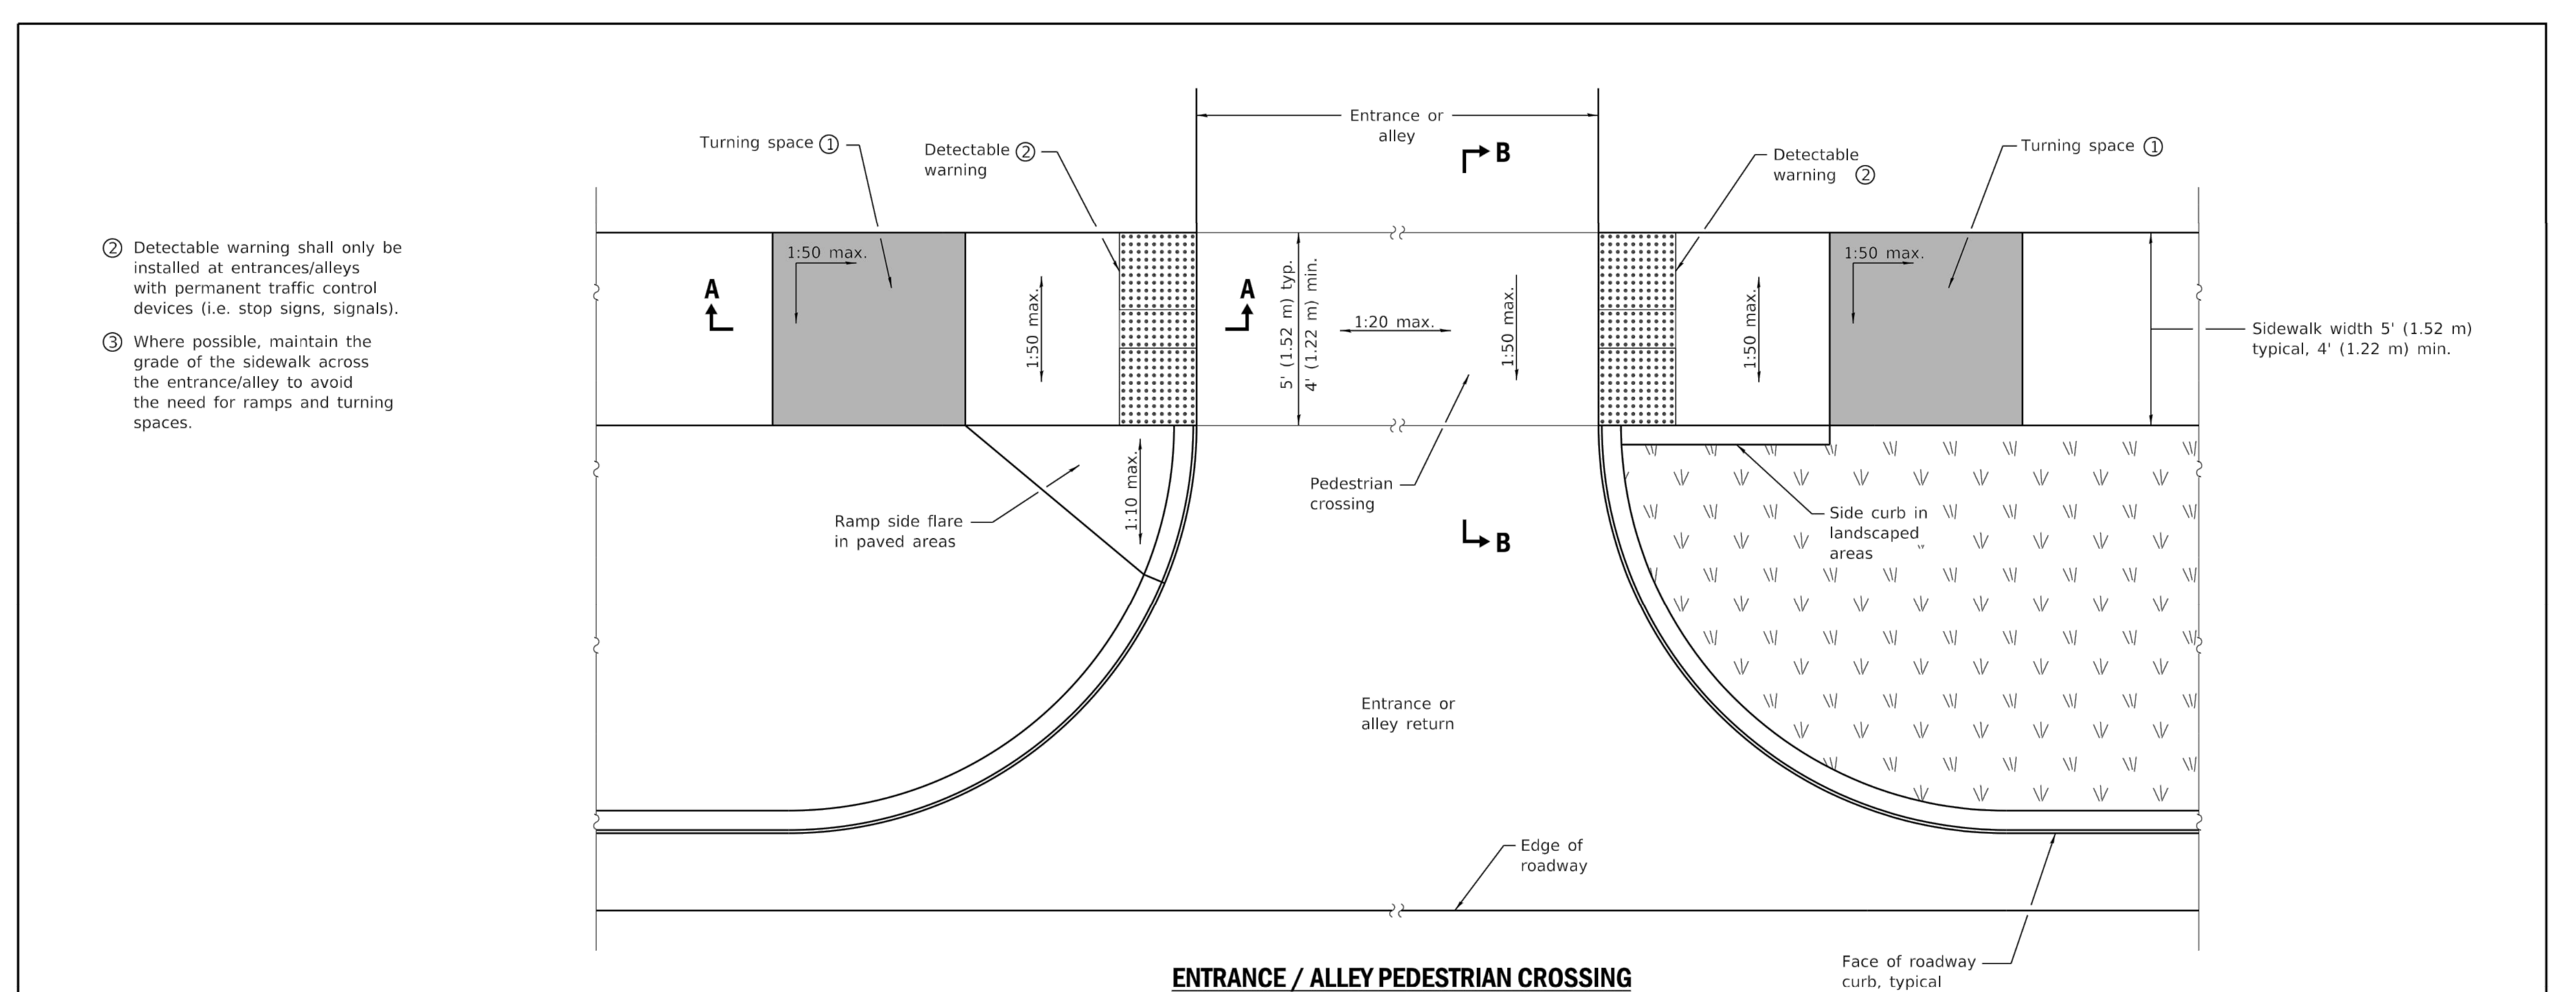 Entrance or
alley
Turning space ①
Detectable ②
warning
B
Detectable
warning ②
Turning space ①
② Detectable warning shall only be
installed at entrances/alleys
with permanent traffic control
devices (i.e. stop signs, signals).
③ Where possible, maintain the
grade of the sidewalk across
the entrance/alley to avoid
the need for ramps and turning
spaces.
1:50 max.
A
1:50 max.
A
5' (1.52 m) typ.
4' (1.22 m) min.
1:20 max.
1:50 max.
1:50 max.
1:50 max.
Sidewalk width 5' (1.52 m)
typical, 4' (1.22 m) min.
1:10 max.
Ramp side flare
in paved areas
Pedestrian
crossing
B
Side curb in
landscaped
areas
Entrance or
alley return
Edge of
roadway
Face of roadway
curb, typical
ENTRANCE / ALLEY PEDESTRIAN CROSSING